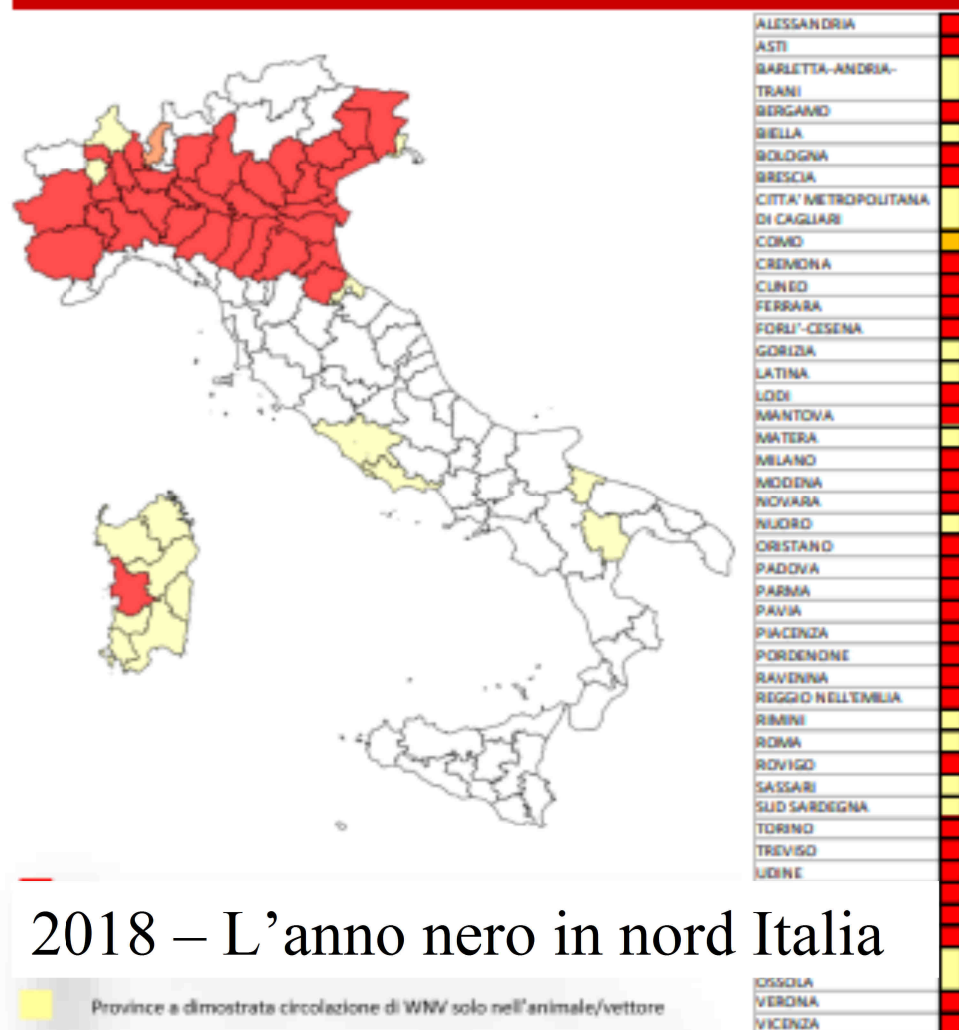 ALESSANDRIA
ASTI
BARLETTA-ANDRIA-
TRANI
BERGAMO
BIELLA
BOLOGNA
BRESCIA
CITTA' METROPOLITANA
DI CAGLIARI
COMO
CREMONA
CUNEO
FERRARA
FORLI'-CESENA
GORIZIA
LATINA
LODI
MANTOVA
MATERA
MILANO
MODENA
NOVARA
NUORO
ORISTANO
PADOVA
PARMA
PAVIA
PIACENZA
PORDENONE
RAVENNA
REGGIO NELL'EMILIA
RIMINI
ROMA
ROVIGO
SASSARI
SUD SARDEGNA
TORINO
TREVISO
UDINE
2018 – L'anno nero in nord Italia
OSSOLA
VERONA
VICENZA
Province a dimostrata circolazione di WNV solo nell'animale/vettore